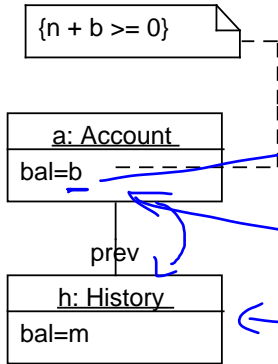 {n + b >= 0}
a: Account
bal=b
prev
h: History
bal=m